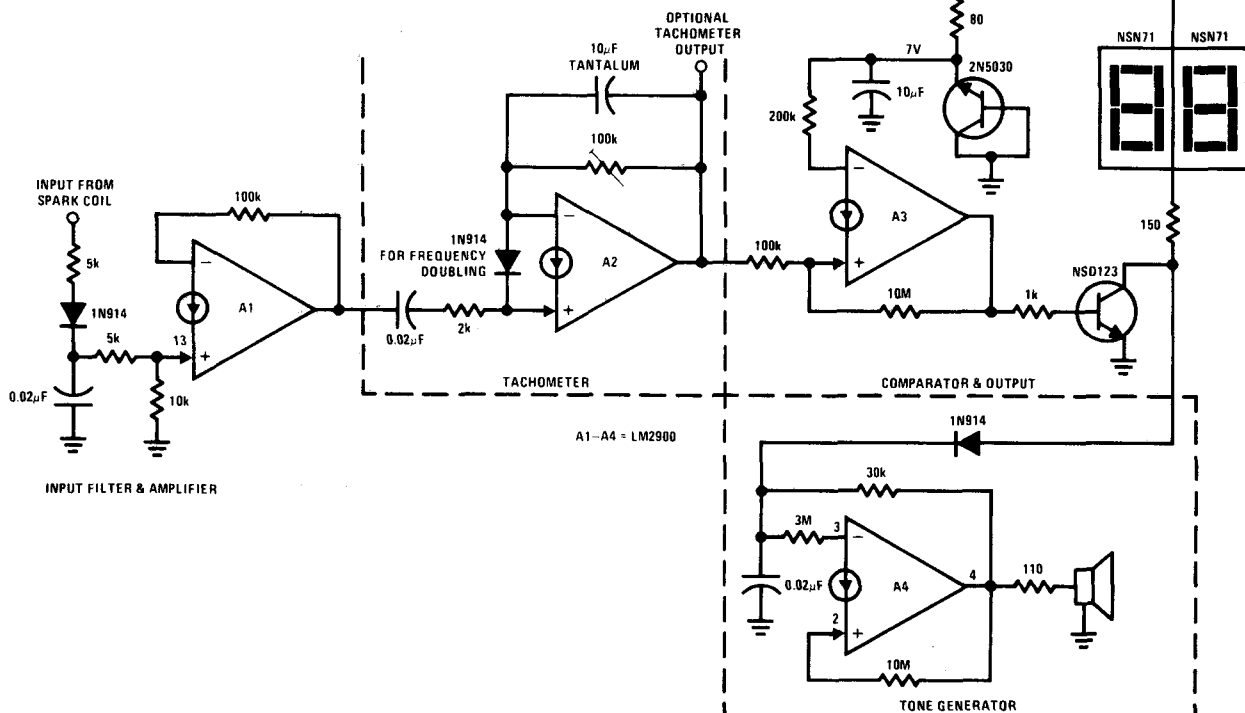 OPTIONAL
TACHOMETER
OUTPUT
80
NSN71
NSN71
10μF
TANTALUM
7V
2N5030
10μF
200k
100k
INPUT FROM
SPARK COIL
100k
−
A3
+
150
5k
−
1N914
FOR FREQUENCY
DOUBLING
−
A2
+
100k
NSD123
1N914
A1
10M
1k
5k
13
+
0.02μF
2k
0.02μF
10k
TACHOMETER
COMPARATOR & OUTPUT
A1–A4 = LM2900
1N914
INPUT FILTER & AMPLIFIER
30k
3M
3
−
0.02μF
A4
4
110
2
+
10M
TONE GENERATOR